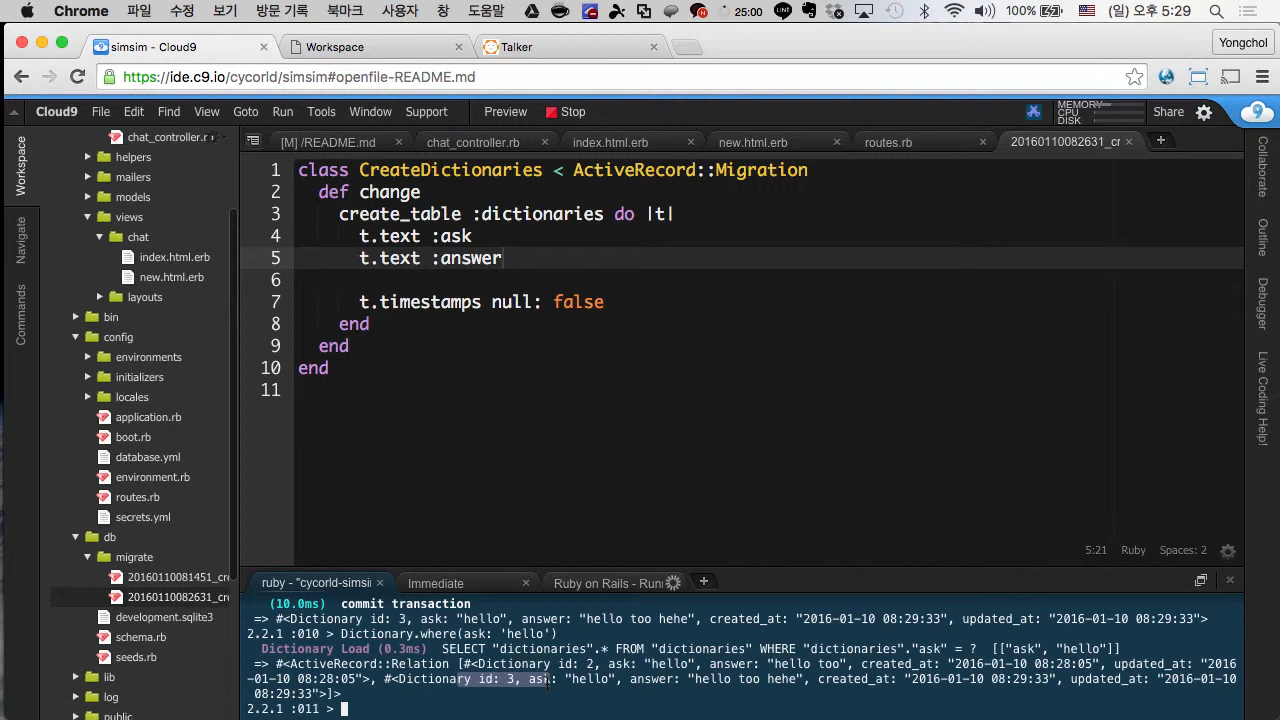 Chrome 파일 수정 보기 방문 기록 북마크 사용자 창 도움말 25:00 100% (일) 오후 5:29
simsim - Cloud9 × Workspace × Talker × Yongchol
https://ide.c9.io/cycorld/simsim#openfile-README.md
Cloud9 File Edit Find View Goto Run Tools Window Support Preview Stop MEMORY CPU DISK Share
[M] /README.md × chat_controller.rb × index.html.erb × new.html.erb × routes.rb × 20160110082631_cr × +
Workspace
Navigate
Commands
chat_controller.r
helpers
mailers
models
views
chat
index.html.erb
new.html.erb
layouts
bin
config
environments
initializers
locales
application.rb
boot.rb
database.yml
environment.rb
routes.rb
secrets.yml
db
migrate
20160110081451_cre
20160110082631_cre
development.sqlite3
schema.rb
seeds.rb
lib
log
public
1 class CreateDictionaries < ActiveRecord::Migration
2 def change
3 create_table :dictionaries do |t|
4 t.text :ask
5 t.text :answer
6
7 t.timestamps null: false
8 end
9 end
10 end
11
5:21 Ruby Spaces: 2
Collaborate
Outline
Debugger
Live Coding Help!
ruby - "cycorld-simsi × Immediate × Ruby on Rails - Run +
(10.0ms) commit transaction
=> #<Dictionary id: 3, ask: "hello", answer: "hello too hehe", created_at: "2016-01-10 08:29:33", updated_at: "2016-01-10 08:29:33">
2.2.1 :010 > Dictionary.where(ask: 'hello')
Dictionary Load (0.3ms) SELECT "dictionaries".* FROM "dictionaries" WHERE "dictionaries"."ask" = ? [["ask", "hello"]]
=> #<ActiveRecord::Relation [#<Dictionary id: 2, ask: "hello", answer: "hello too", created_at: "2016-01-10 08:28:05", updated_at: "2016
-01-10 08:28:05">, #<Dictionary id: 3, ask: "hello", answer: "hello too hehe", created_at: "2016-01-10 08:29:33", updated_at: "2016-01-10
08:29:33">]>
2.2.1 :011 >